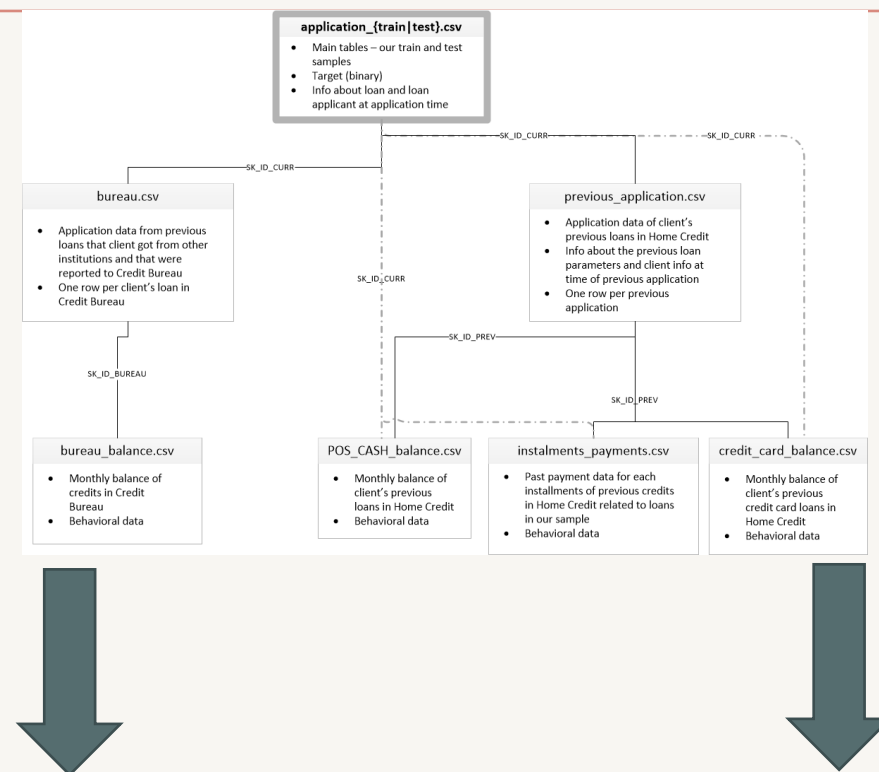 application_{train|test}.csv
Main tables – our train and test
samples
Target (binary)
Info about loan and loan
applicant at application time
SK_ID_CURR
SK_ID_CURR
SK_ID_CURR
bureau.csv
Application data from previous
loans that client got from other
institutions and that were
reported to Credit Bureau
One row per client's loan in
Credit Bureau
previous_application.csv
Application data of client's
previous loans in Home Credit
Info about the previous loan
parameters and client info at
time of previous application
One row per previous
application
SK_ID_CURR
SK_ID_PREV
SK_ID_BUREAU
SK_ID_PREV
bureau_balance.csv
Monthly balance of
credits in Credit
Bureau
Behavioral data
POS_CASH_balance.csv
Monthly balance of
client's previous
loans in Home Credit
Behavioral data
instalments_payments.csv
Past payment data for each
installments of previous credits
in Home Credit related to loans
in our sample
Behavioral data
credit_card_balance.csv
Monthly balance of
client's previous
credit card loans in
Home Credit
Behavioral data